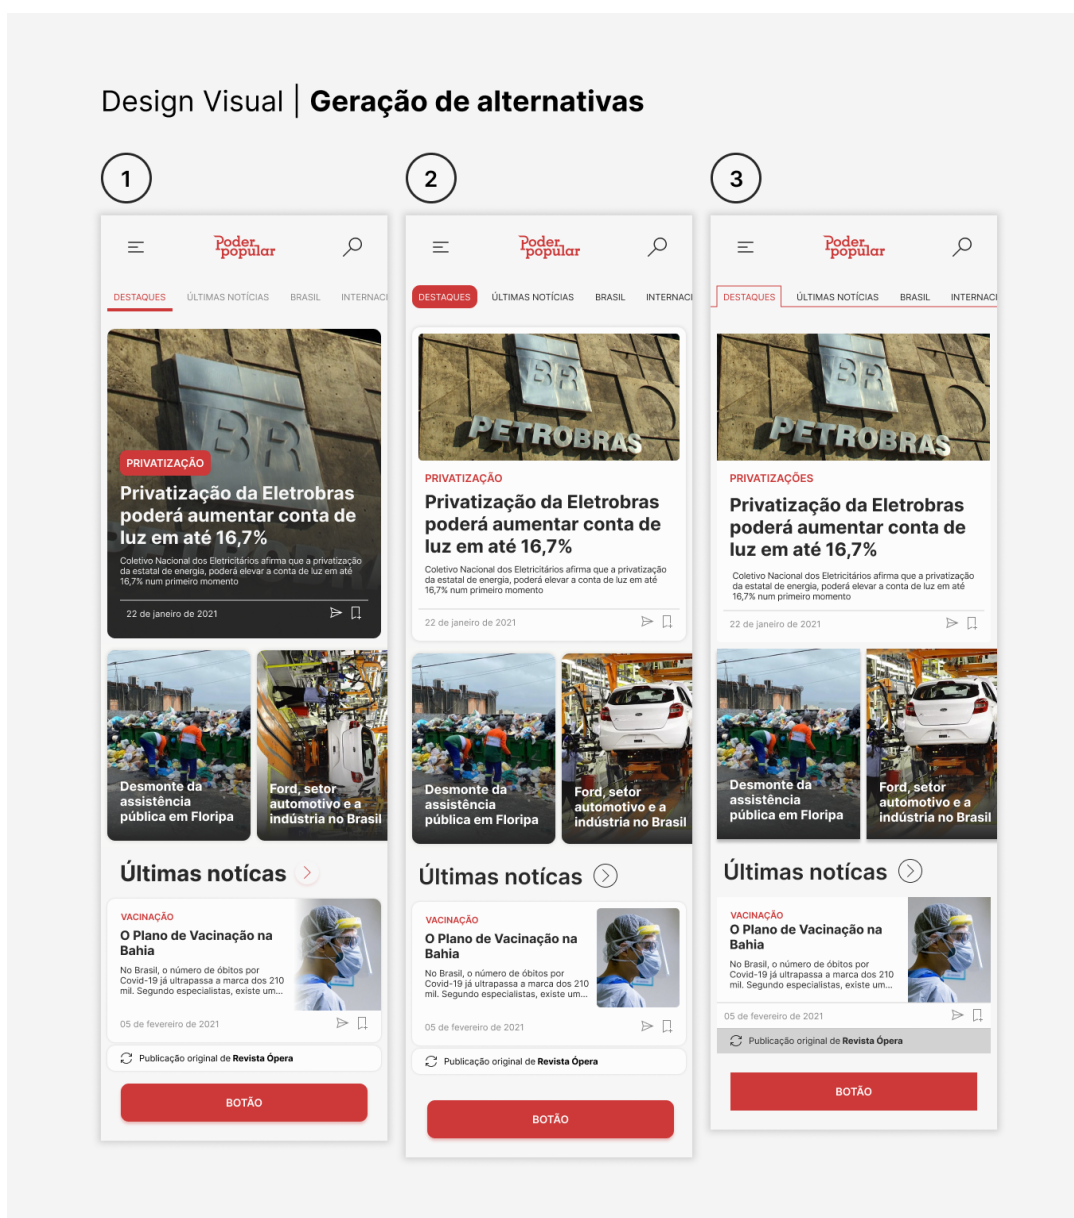 Design Visual | Geração de alternativas
1
Poder popular
DESTAQUES ÚLTIMAS NOTÍCIAS BRASIL INTERNACI
BR
PRIVATIZAÇÃO
Privatização da Eletrobras
poderá aumentar conta de
luz em até 16,7%
Coletivo Nacional dos Eletricitários afirma que a privatização
da estatal de energia, poderá elevar a conta de luz em até
16,7% num primeiro momento
22 de janeiro de 2021
Desmonte da
assistência
pública em Floripa
Ford, setor
automotivo e a
indústria no Brasil
Últimas notícas
VACINAÇÃO
O Plano de Vacinação na
Bahia
No Brasil, o número de óbitos por
Covid-19 já ultrapassa a marca dos 210
mil. Segundo especialistas, existe um...
05 de fevereiro de 2021
Publicação original de Revista Ópera
BOTÃO
2
Poder popular
DESTAQUES ÚLTIMAS NOTÍCIAS BRASIL INTERNACI
BR
PETROBRAS
PRIVATIZAÇÃO
Privatização da Eletrobras
poderá aumentar conta de
luz em até 16,7%
Coletivo Nacional dos Eletricitários afirma que a privatização
da estatal de energia, poderá elevar a conta de luz em até
16,7% num primeiro momento
22 de janeiro de 2021
Desmonte da
assistência
pública em Floripa
Ford, setor
automotivo e a
indústria no Brasil
Últimas notícas
VACINAÇÃO
O Plano de Vacinação na
Bahia
No Brasil, o número de óbitos por
Covid-19 já ultrapassa a marca dos 210
mil. Segundo especialistas, existe um...
05 de fevereiro de 2021
Publicação original de Revista Ópera
BOTÃO
3
Poder popular
DESTAQUES ÚLTIMAS NOTÍCIAS BRASIL INTERNACI
BR
PETROBRAS
PRIVATIZAÇÕES
Privatização da Eletrobras
poderá aumentar conta de
luz em até 16,7%
Coletivo Nacional dos Eletricitários afirma que a privatização
da estatal de energia, poderá elevar a conta de luz em até
16,7% num primeiro momento
22 de janeiro de 2021
Desmonte da
assistência
pública em Floripa
Ford, setor
automotivo e a
indústria no Brasil
Últimas notícas
VACINAÇÃO
O Plano de Vacinação na
Bahia
No Brasil, o número de óbitos por
Covid-19 já ultrapassa a marca dos 210
mil. Segundo especialistas, existe um...
05 de fevereiro de 2021
Publicação original de Revista Ópera
BOTÃO